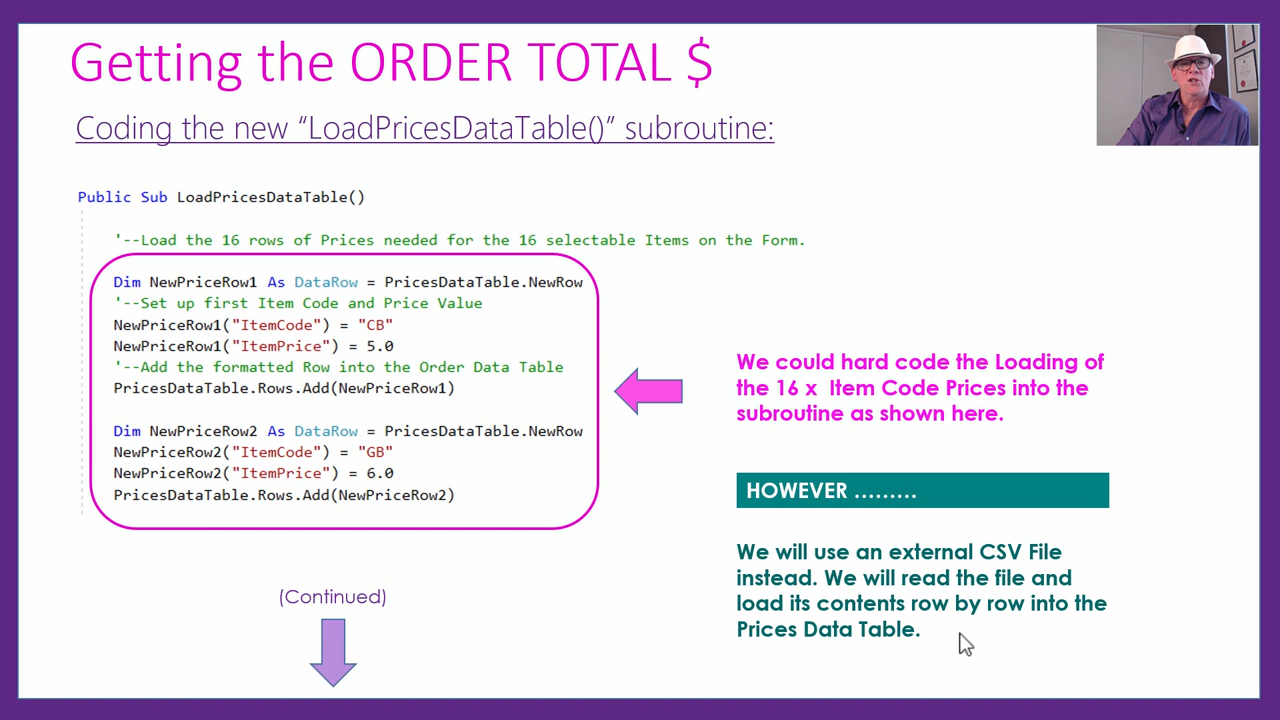 Getting the ORDER TOTAL $
Coding the new “LoadPricesDataTable()” subroutine:
Public Sub LoadPricesDataTable()
'--Load the 16 rows of Prices needed for the 16 selectable Items on the Form.
Dim NewPriceRow1 As DataRow = PricesDataTable.NewRow
'--Set up first Item Code and Price Value
NewPriceRow1("ItemCode") = "CB"
NewPriceRow1("ItemPrice") = 5.0
'--Add the formatted Row into the Order Data Table
PricesDataTable.Rows.Add(NewPriceRow1)
Dim NewPriceRow2 As DataRow = PricesDataTable.NewRow
NewPriceRow2("ItemCode") = "GB"
NewPriceRow2("ItemPrice") = 6.0
PricesDataTable.Rows.Add(NewPriceRow2)
(Continued)
We could hard code the Loading of
the 16 x Item Code Prices into the
subroutine as shown here.
HOWEVER ………
We will use an external CSV File
instead. We will read the file and
load its contents row by row into the
Prices Data Table.